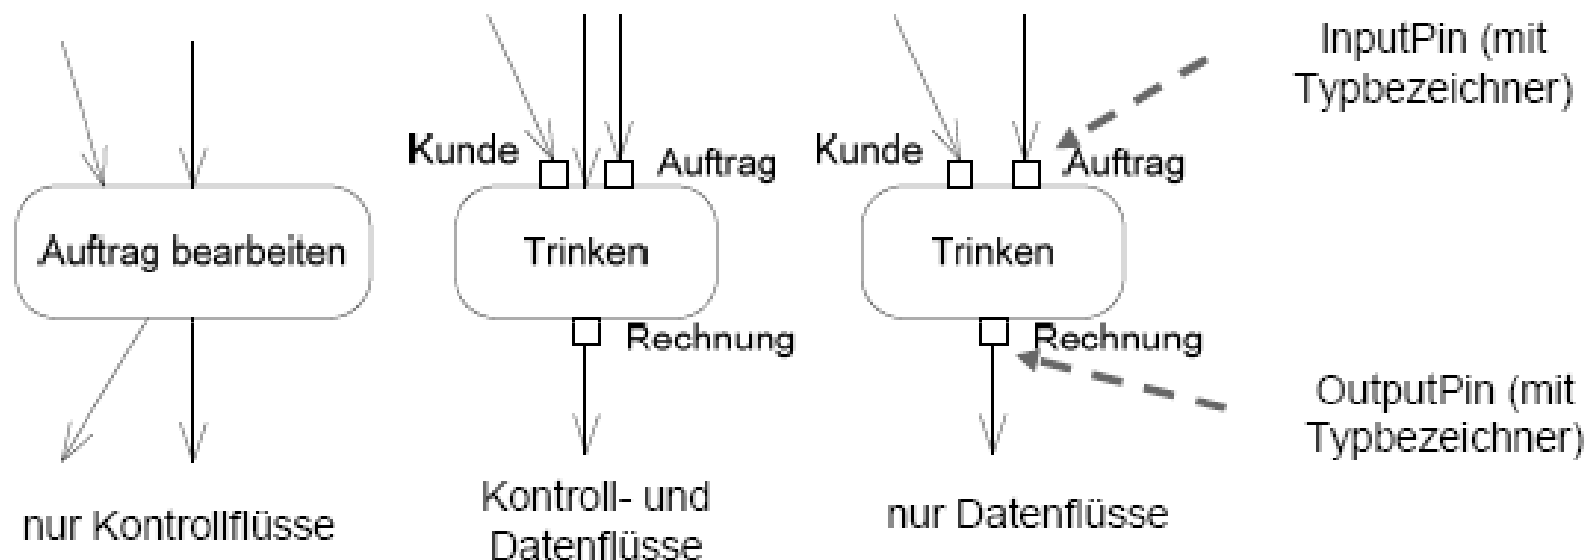 InputPin (mit
Typbezeichner)
Kunde
Auftrag
Kunde
Auftrag
Auftrag bearbeiten
Trinken
Trinken
Rechnung
Rechnung
OutputPin (mit
Typbezeichner)
nur Kontrollflüsse
Kontroll- und
Datenflüsse
nur Datenflüsse